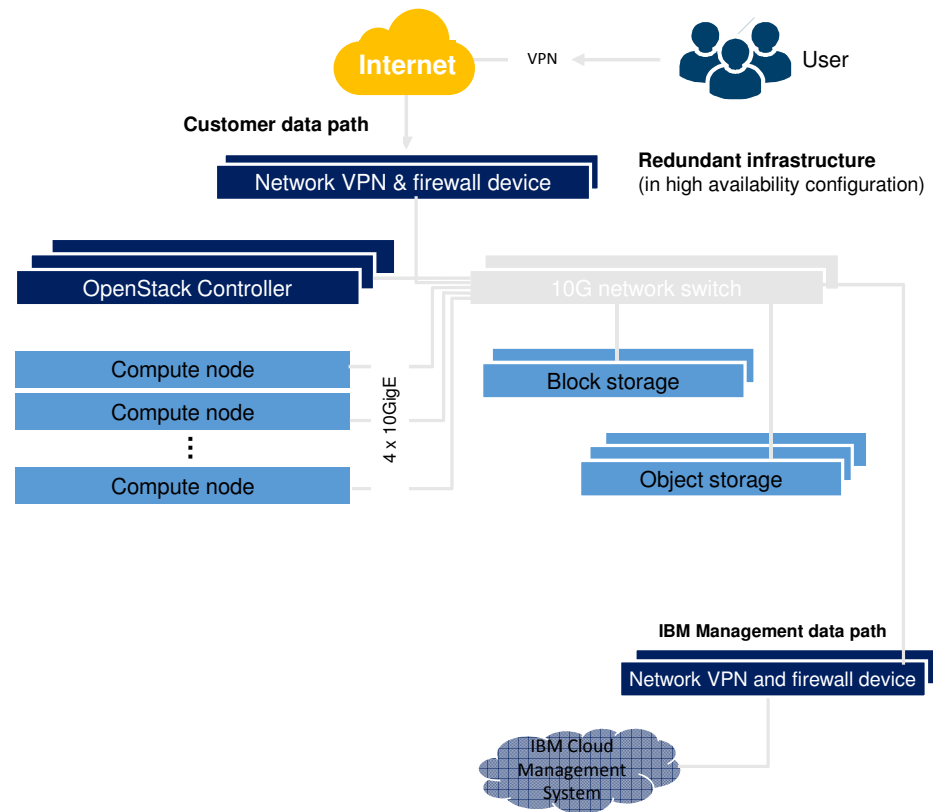 Internet
VPN
User
Customer data path
Redundant infrastructure
(in high availability configuration)
Network VPN & firewall device
OpenStack Controller
10G network switch
Compute node
Compute node
⋮
Compute node
4 x 10GigE
Block storage
Object storage
IBM Management data path
Network VPN and firewall device
IBM Cloud
Management
System